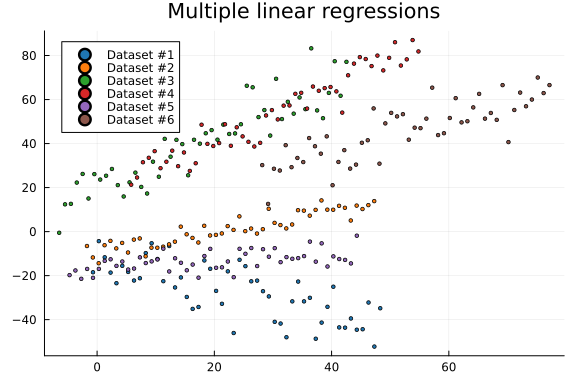 Multiple linear regressions
Dataset #1
Dataset #2
Dataset #3
Dataset #4
Dataset #5
Dataset #6
80
60
40
20
0
−20
−40
0 20 40 60